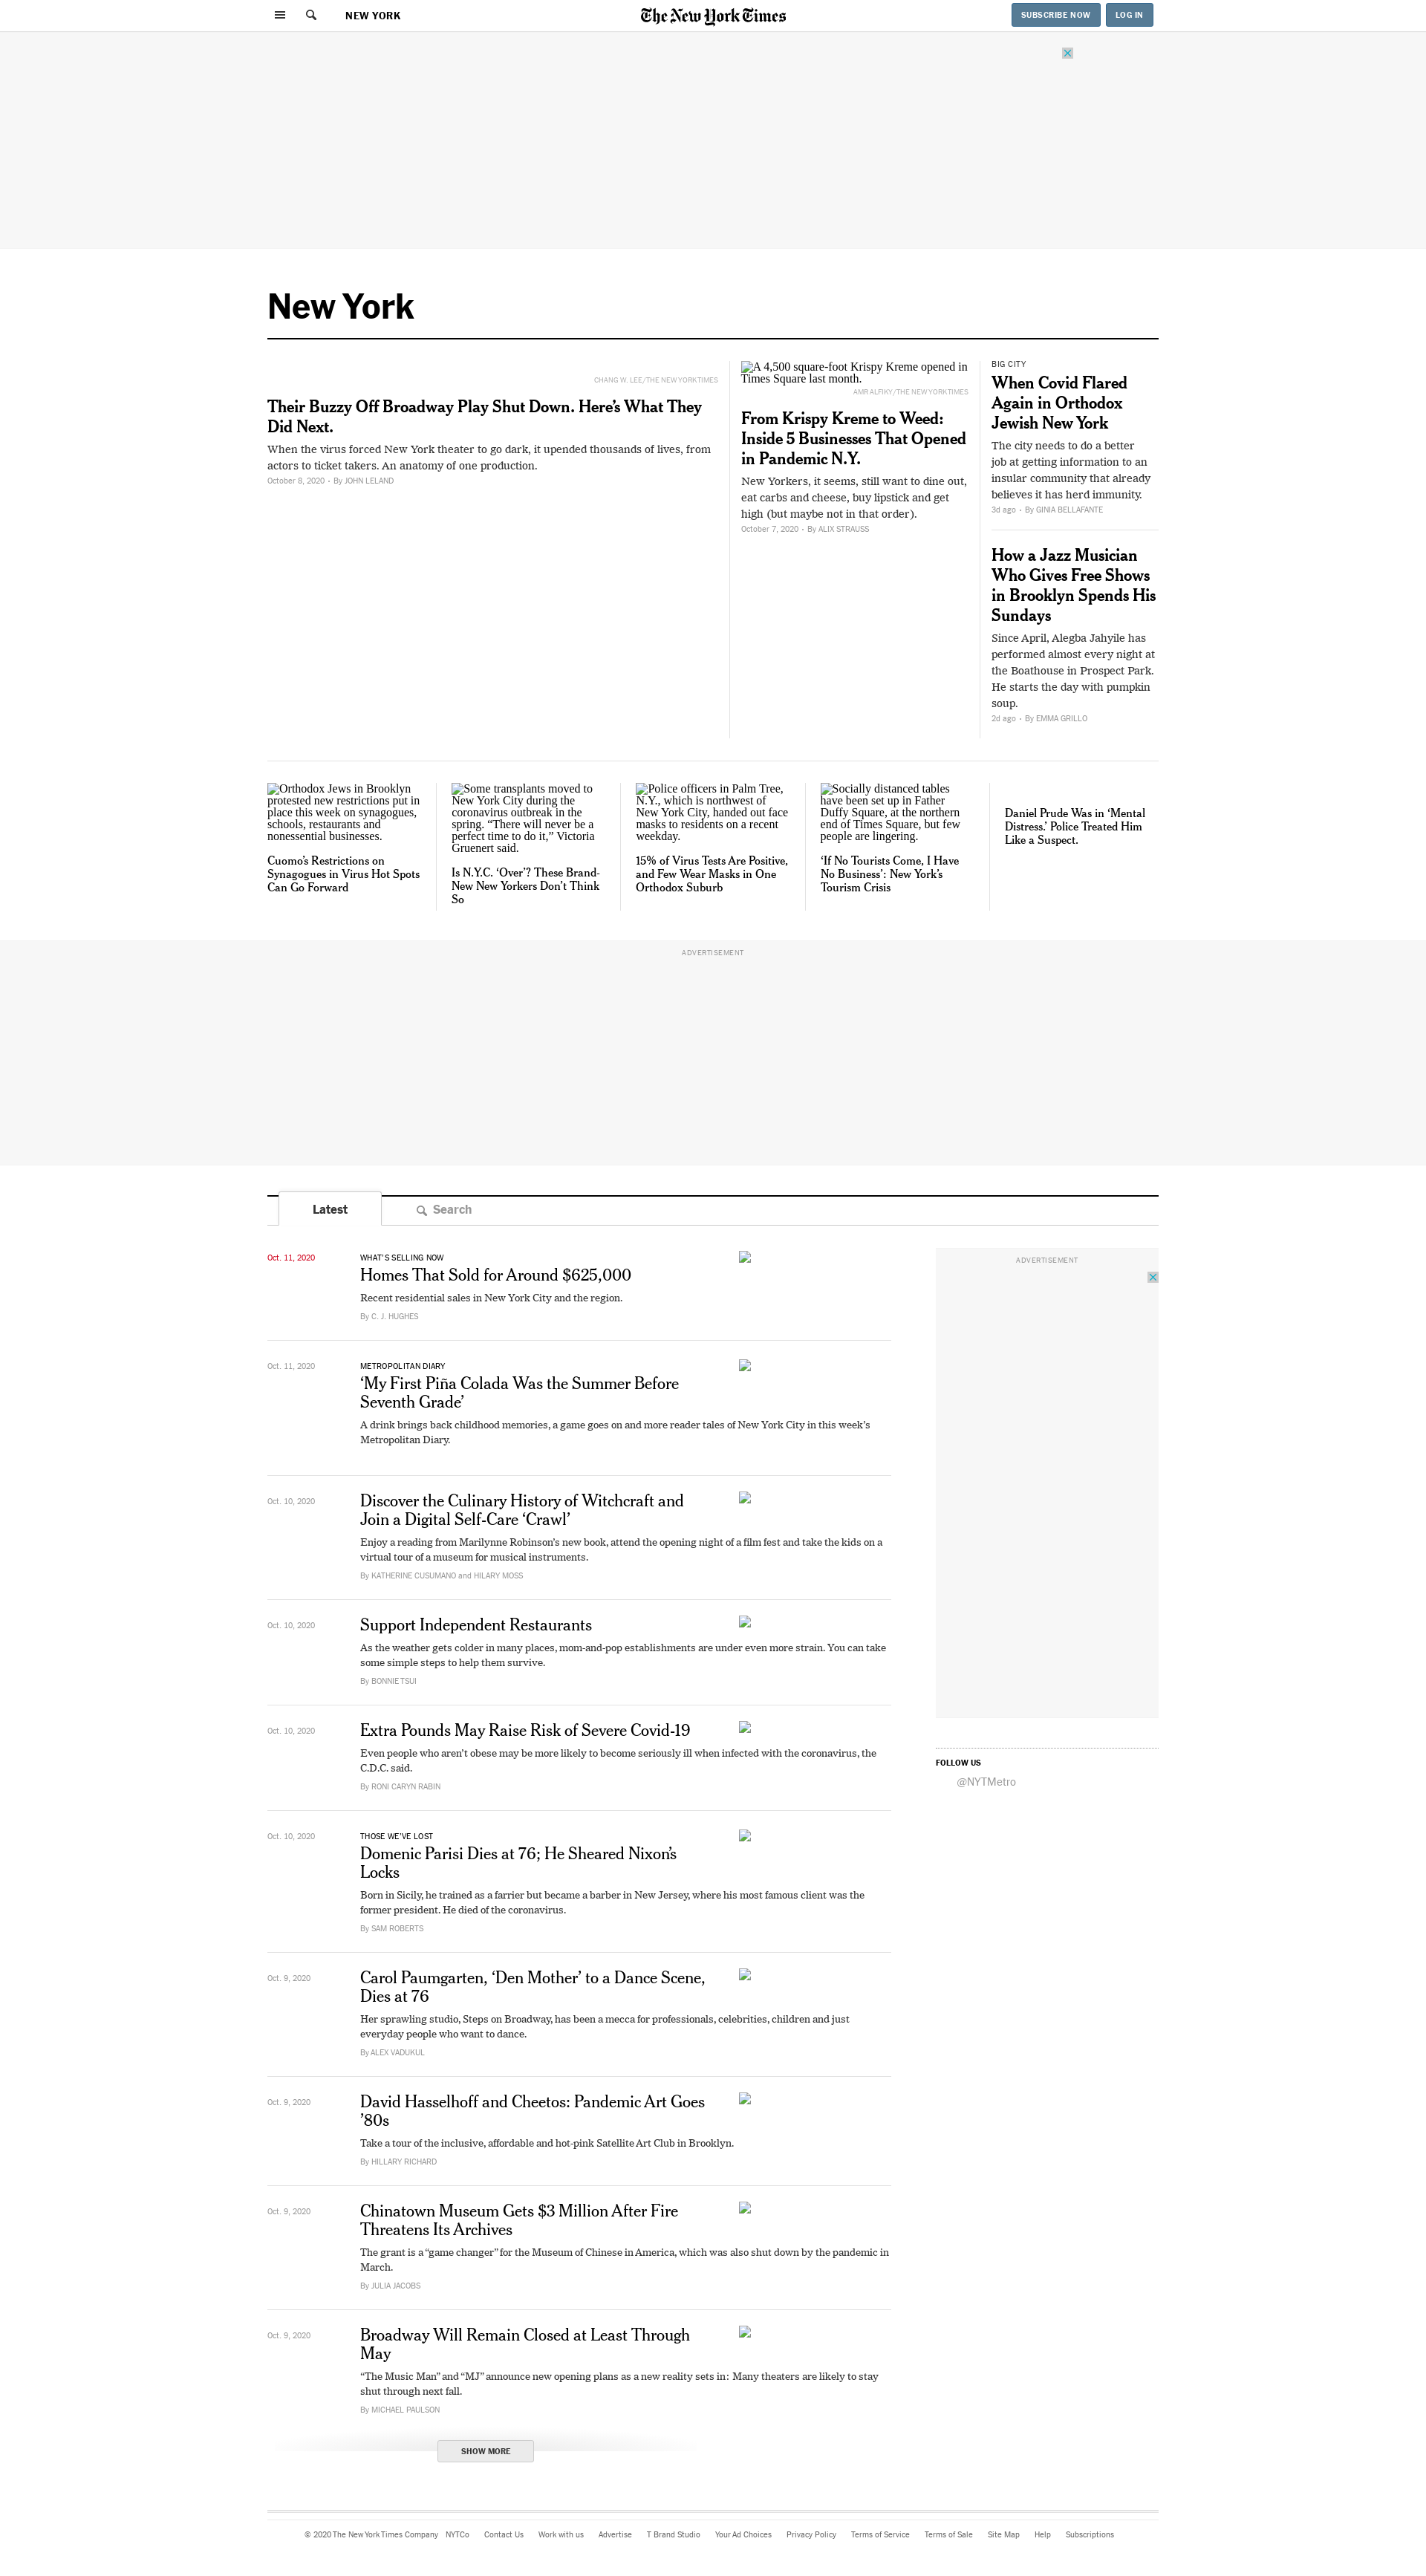 NEW YORK
The New York Times
SUBSCRIBE NOW
LOG IN
New York
CHANG W. LEE/THE NEW YORK TIMES
Their Buzzy Off Broadway Play Shut Down. Here’s What They
Did Next.
When the virus forced New York theater to go dark, it upended thousands of lives, from
actors to ticket takers. An anatomy of one production.
October 8, 2020 • By JOHN LELAND
A 4,500 square-foot Krispy Kreme opened in
Times Square last month.
AMR ALFIKY/THE NEW YORK TIMES
From Krispy Kreme to Weed:
Inside 5 Businesses That Opened
in Pandemic N.Y.
New Yorkers, it seems, still want to dine out,
eat carbs and cheese, buy lipstick and get
high (but maybe not in that order).
October 7, 2020 • By ALIX STRAUSS
BIG CITY
When Covid Flared
Again in Orthodox
Jewish New York
The city needs to do a better
job at getting information to an
insular community that already
believes it has herd immunity.
3d ago • By GINIA BELLAFANTE
How a Jazz Musician
Who Gives Free Shows
in Brooklyn Spends His
Sundays
Since April, Alegba Jahyile has
performed almost every night at
the Boathouse in Prospect Park.
He starts the day with pumpkin
soup.
2d ago • By EMMA GRILLO
Orthodox Jews in Brooklyn
protested new restrictions put in
place this week on synagogues,
schools, restaurants and
nonessential businesses.
Cuomo’s Restrictions on
Synagogues in Virus Hot Spots
Can Go Forward
Some transplants moved to
New York City during the
coronavirus outbreak in the
spring. “There will never be a
perfect time to do it,” Victoria
Gruenert said.
Is N.Y.C. ‘Over’? These Brand-
New New Yorkers Don’t Think
So
Police officers in Palm Tree,
N.Y., which is northwest of
New York City, handed out face
masks to residents on a recent
weekday.
15% of Virus Tests Are Positive,
and Few Wear Masks in One
Orthodox Suburb
Socially distanced tables
have been set up in Father
Duffy Square, at the northern
end of Times Square, but few
people are lingering.
‘If No Tourists Come, I Have
No Business’: New York’s
Tourism Crisis
Daniel Prude Was in ‘Mental
Distress.’ Police Treated Him
Like a Suspect.
ADVERTISEMENT
Latest
Search
Oct. 11, 2020
WHAT’S SELLING NOW
Homes That Sold for Around $625,000
Recent residential sales in New York City and the region.
By C. J. HUGHES
ADVERTISEMENT
Oct. 11, 2020
METROPOLITAN DIARY
‘My First Piña Colada Was the Summer Before
Seventh Grade’
A drink brings back childhood memories, a game goes on and more reader tales of New York City in this week’s
Metropolitan Diary.
Oct. 10, 2020
Discover the Culinary History of Witchcraft and
Join a Digital Self-Care ‘Crawl’
Enjoy a reading from Marilynne Robinson’s new book, attend the opening night of a film fest and take the kids on a
virtual tour of a museum for musical instruments.
By KATHERINE CUSUMANO and HILARY MOSS
Oct. 10, 2020
Support Independent Restaurants
As the weather gets colder in many places, mom-and-pop establishments are under even more strain. You can take
some simple steps to help them survive.
By BONNIE TSUI
Oct. 10, 2020
Extra Pounds May Raise Risk of Severe Covid-19
Even people who aren’t obese may be more likely to become seriously ill when infected with the coronavirus, the
C.D.C. said.
By RONI CARYN RABIN
FOLLOW US
@NYTMetro
Oct. 10, 2020
THOSE WE’VE LOST
Domenic Parisi Dies at 76; He Sheared Nixon’s
Locks
Born in Sicily, he trained as a farrier but became a barber in New Jersey, where his most famous client was the
former president. He died of the coronavirus.
By SAM ROBERTS
Oct. 9, 2020
Carol Paumgarten, ‘Den Mother’ to a Dance Scene,
Dies at 76
Her sprawling studio, Steps on Broadway, has been a mecca for professionals, celebrities, children and just
everyday people who want to dance.
By ALEX VADUKUL
Oct. 9, 2020
David Hasselhoff and Cheetos: Pandemic Art Goes
’80s
Take a tour of the inclusive, affordable and hot-pink Satellite Art Club in Brooklyn.
By HILLARY RICHARD
Oct. 9, 2020
Chinatown Museum Gets $3 Million After Fire
Threatens Its Archives
The grant is a “game changer” for the Museum of Chinese in America, which was also shut down by the pandemic in
March.
By JULIA JACOBS
Oct. 9, 2020
Broadway Will Remain Closed at Least Through
May
“The Music Man” and “MJ” announce new opening plans as a new reality sets in: Many theaters are likely to stay
shut through next fall.
By MICHAEL PAULSON
SHOW MORE
© 2020 The New York Times Company NYTCo Contact Us Work with us Advertise T Brand Studio Your Ad Choices Privacy Policy Terms of Service Terms of Sale Site Map Help Subscriptions